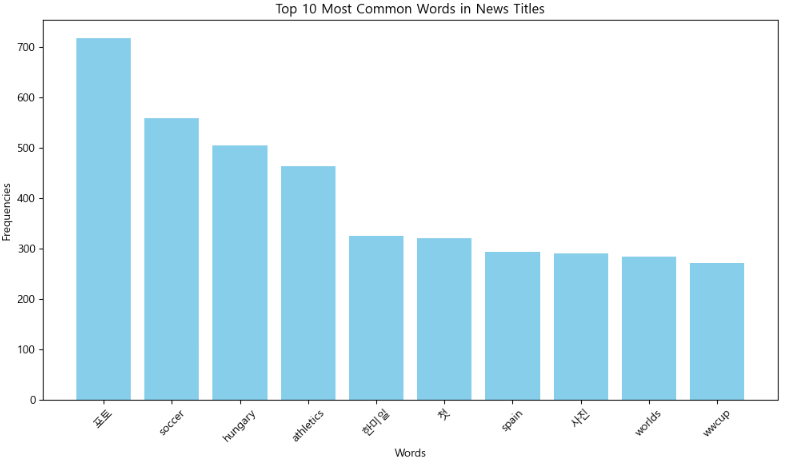 Top 10 Most Common Words in News Titles
Frequencies
700
600
500
400
300
200
100
0
포토
soccer
hungary
athletics
한미일
첫
spain
사진
worlds
wwcup
Words